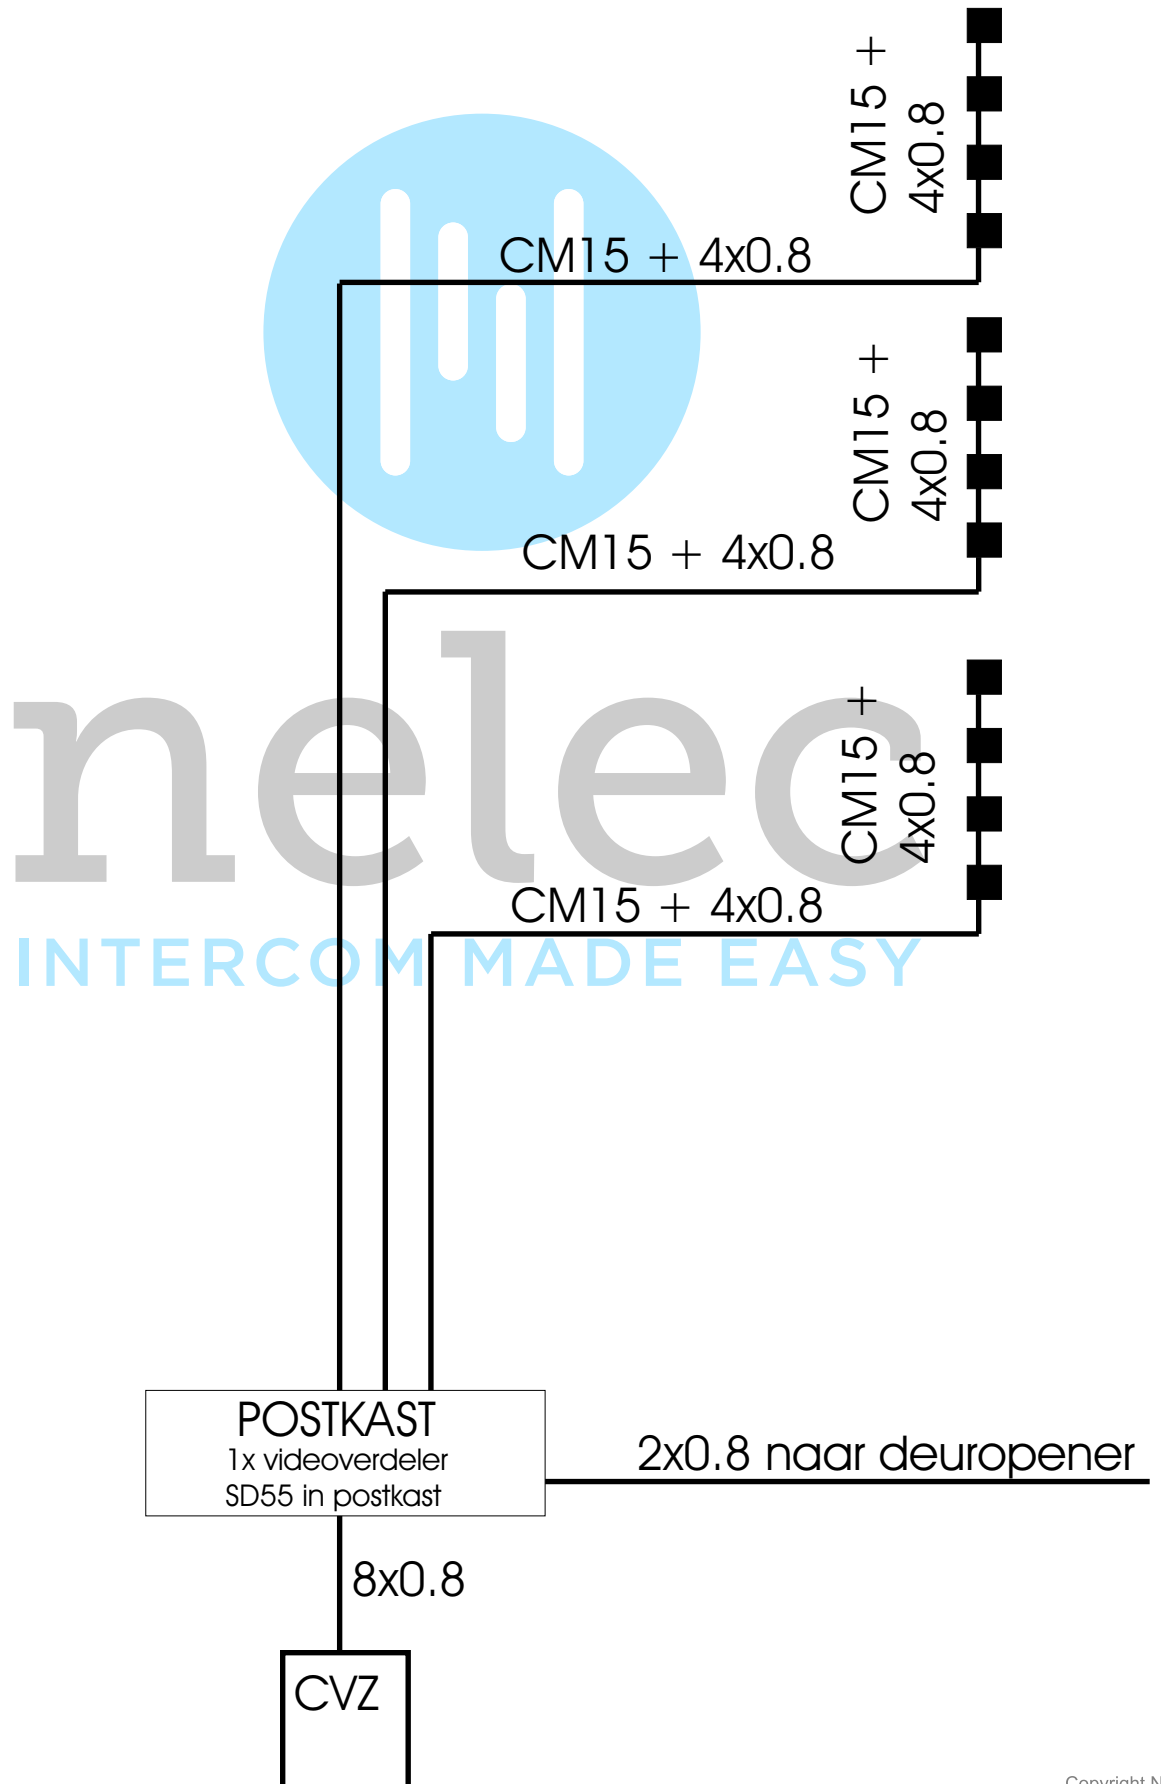 CM15 +
4x0.8
CM15 + 4x0.8
CM15 +
4x0.8
CM15 + 4x0.8
nelec
CM15 +
4x0.8
CM15 + 4x0.8
INTERCOM MADE EASY
POSTKAST
1x videoverdeler
SD55 in postkast
2x0.8 naar deuropener
8x0.8
CVZ
Copyright N